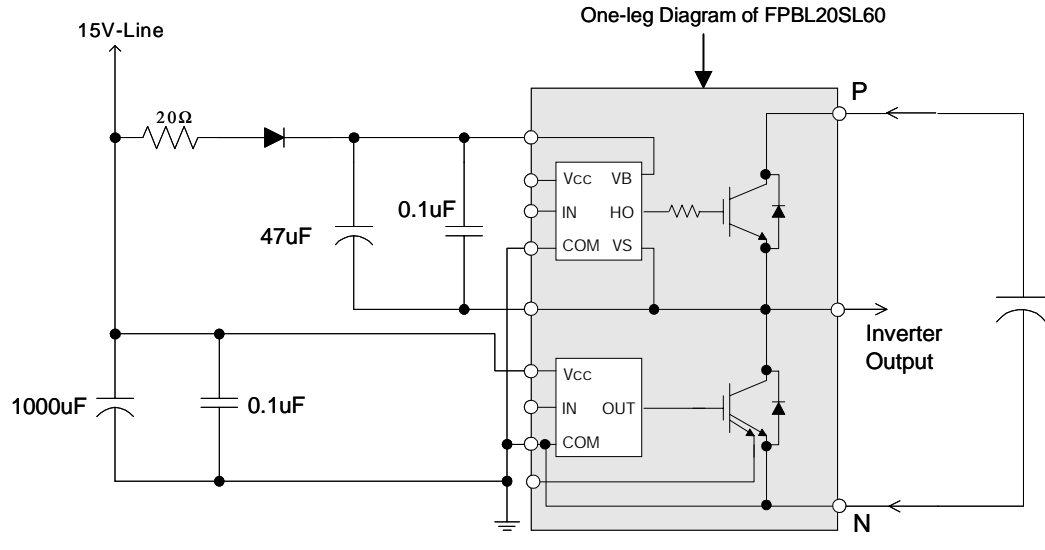 One-leg Diagram of FPBL20SL60
15V-Line
P
20Ω
Vcc VB
0.1uF
IN HO
47uF
COM VS
Inverter
Output
Vcc
1000uF
0.1uF
IN OUT
COM
N